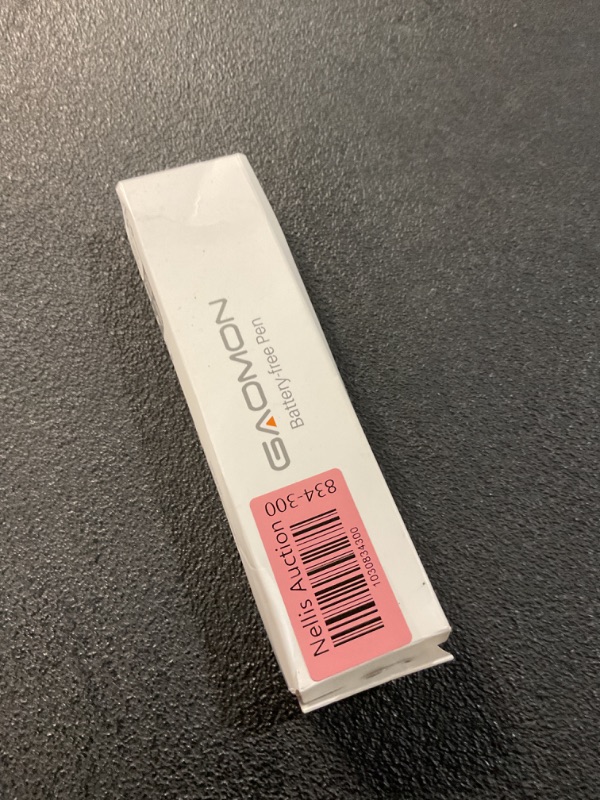 GAOMON
Battery-free Pen
Nellis Auction
834-300
1030834300